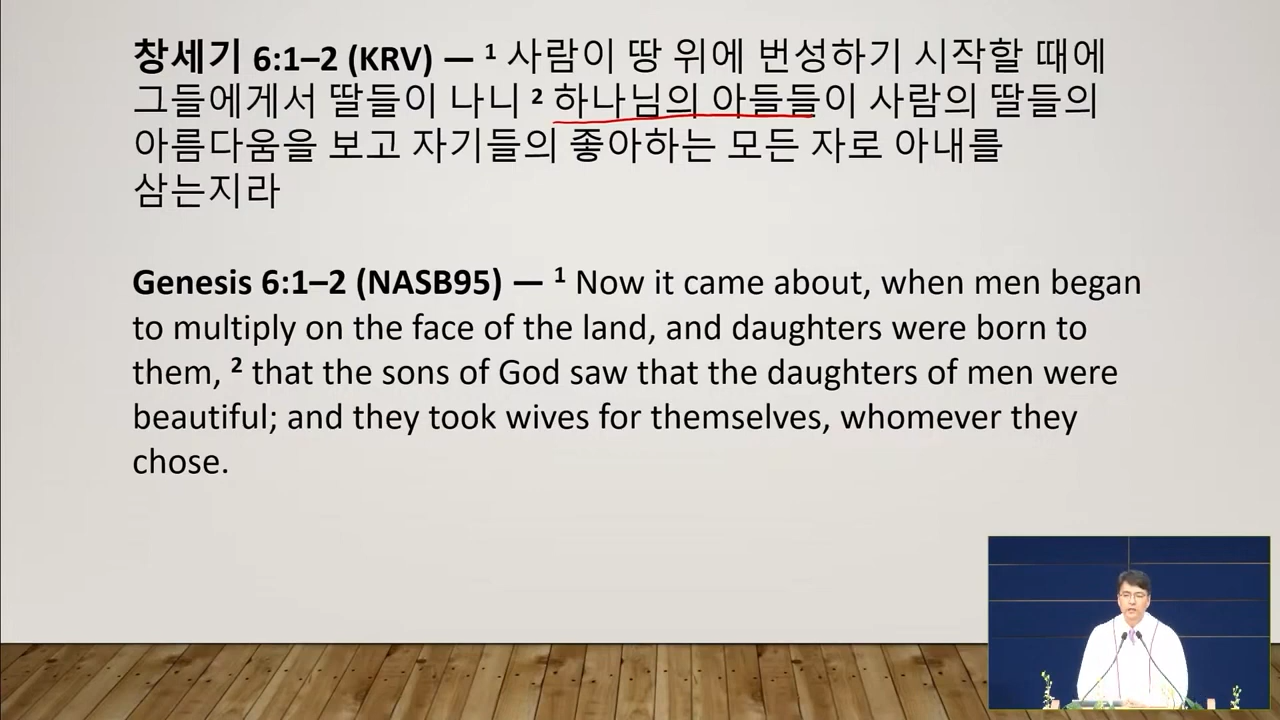 창세기 6:1–2 (KRV) — ¹ 사람이 땅 위에 번성하기 시작할 때에
그들에게서 딸들이 나니 ² 하나님의 아들들이 사람의 딸들의
아름다움을 보고 자기들의 좋아하는 모든 자로 아내를
삼는지라
Genesis 6:1–2 (NASB95) — ¹ Now it came about, when men began
to multiply on the face of the land, and daughters were born to
them, ² that the sons of God saw that the daughters of men were
beautiful; and they took wives for themselves, whomever they
chose.